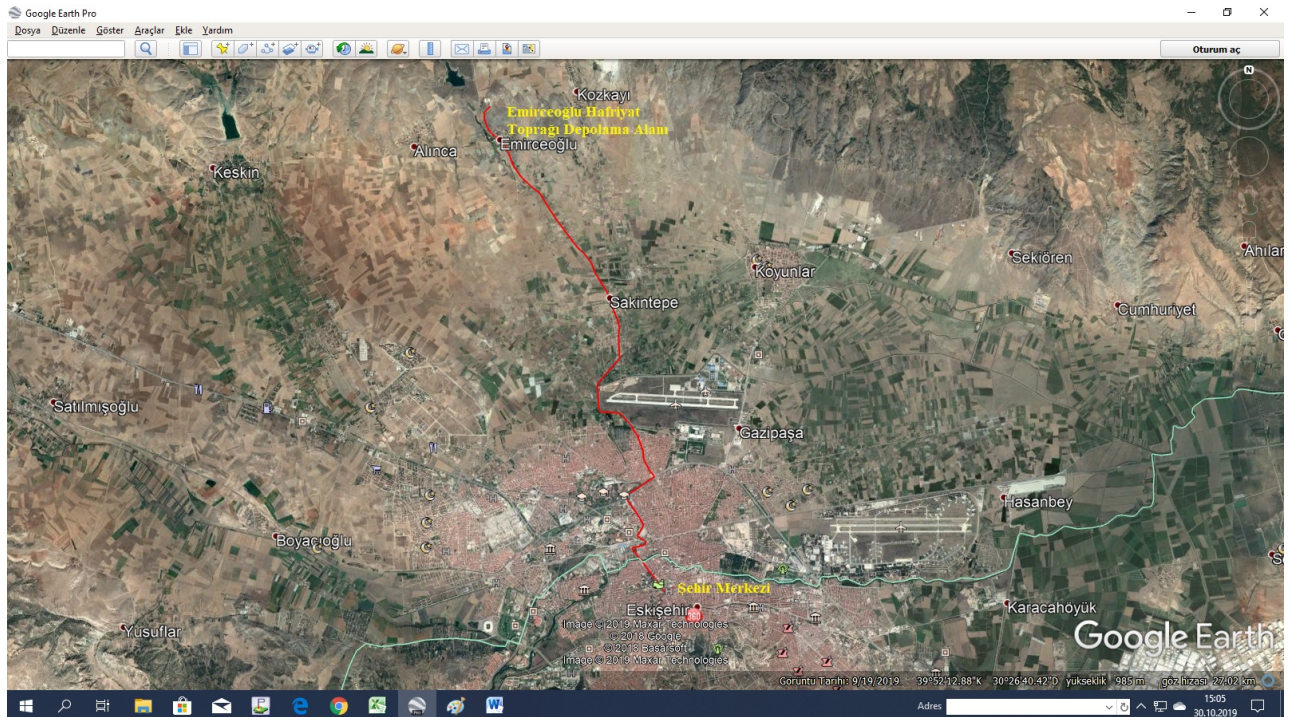 Google Earth Pro
Dosya Düzenle Göster Araçlar Ekle Yardım
Oturum aç
N
Kozkayı
Emirceoğlu Hafriyat
Toprağı Depolama Alanı
Emirceoğlu
Alınca
Keskin
Sekiören
Ahılar
Koyunlar
Sakintepe
Cumhuriyet
Satılmışoğlu
Gazipaşa
Hasanbey
Boyacıoğlu
Şehir Merkezi
Eskişehir
Karacahöyük
Yusuflar
Image © 2019 Maxar Technologies
© 2018 Google
© 2018 Basarsoft
Image © 2019 Maxar Technologies
Google Earth
Görüntü Tarihi: 9/19/2019 39°52'12.88"K 30°26'40.42"D yükseklik 985 m göz hizası 27.02 km
Adres
15:05
30.10.2019